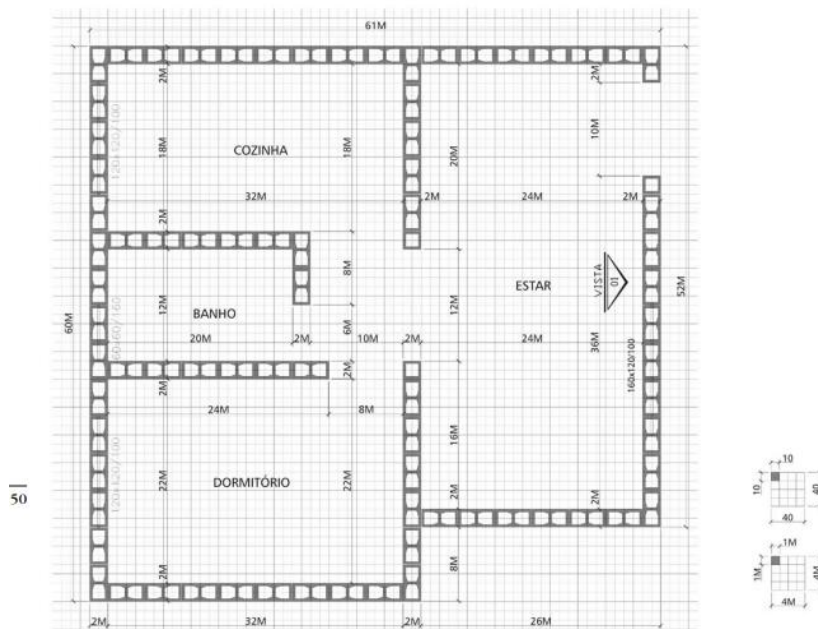 61M
2M
2M
120x120/100
18M
COZINHA
18M
20M
10M
32M
2M
24M
2M
2M
8M
ESTAR
VISTA
01
52M
60M
12M
BANHO
60x60/160
20M
2M
6M
10M
2M
12M
24M
36M
160x120/100
2M
2M
24M
8M
120x120/100
22M
DORMITÓRIO
22M
16M
2M
2M
50
2M
8M
2M
32M
2M
26M
10
10
40
40
1M
1M
4M
4M